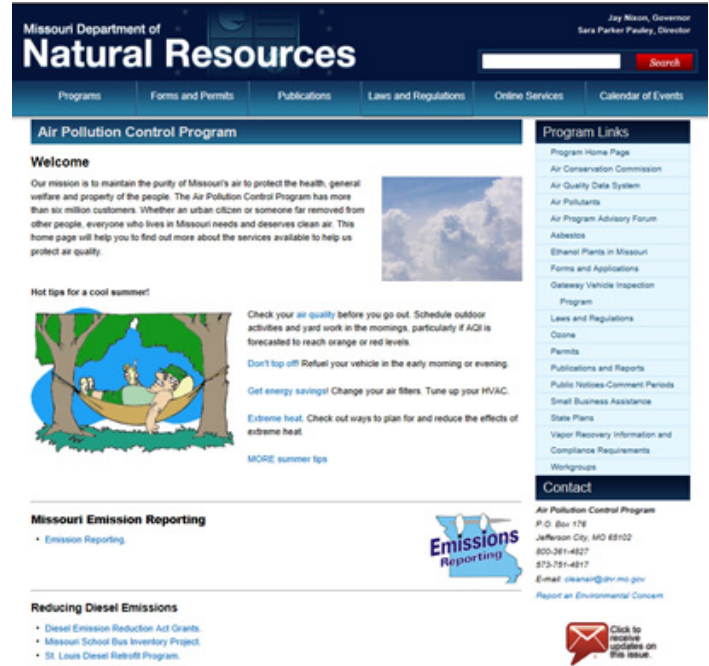 Missouri Department of
Natural Resources
Jay Nixon, Governor
Sara Parker Pauley, Director
Search
Programs
Forms and Permits
Publications
Laws and Regulations
Online Services
Calendar of Events
Air Pollution Control Program
Welcome
Our mission is to maintain the purity of Missouri's air to protect the health, general
welfare and property of the people. The Air Pollution Control Program has more
than six million customers. Whether an urban citizen or someone far removed from
other people, everyone who lives in Missouri needs and deserves clean air. This
home page will help you to find out more about the services available to help us
protect air quality.
Hot tips for a cool summer!
Check your air quality before you go out. Schedule outdoor
activities and yard work in the mornings, particularly if AQI is
forecasted to reach orange or red levels.
Don't top off! Refuel your vehicle in the early morning or evening.
Get energy savings! Change your air filters. Tune up your HVAC.
Extreme heat. Check out ways to plan for and reduce the effects of
extreme heat.
MORE summer tips
Missouri Emission Reporting
• Emission Reporting.
Emissions
Reporting
Reducing Diesel Emissions
• Diesel Emission Reduction Act Grants.
• Missouri School Bus Inventory Project.
• St. Louis Diesel Retrofit Program.
Program Links
Program Home Page
Air Conservation Commission
Air Quality Data System
Air Pollutants
Air Program Advisory Forum
Asbestos
Ethanol Plants in Missouri
Forms and Applications
Gateway Vehicle Inspection
Program
Laws and Regulations
Ozone
Permits
Publications and Reports
Public Notices-Comment Periods
Small Business Assistance
State Plans
Vapor Recovery Information and
Compliance Requirements
Workgroups
Contact
Air Pollution Control Program
P.O. Box 176
Jefferson City, MO 65102
800-361-4827
573-751-4817
E-mail: cleanair@dnr.mo.gov
Report an Environmental Concern
Click to
receive
updates on
this issue.